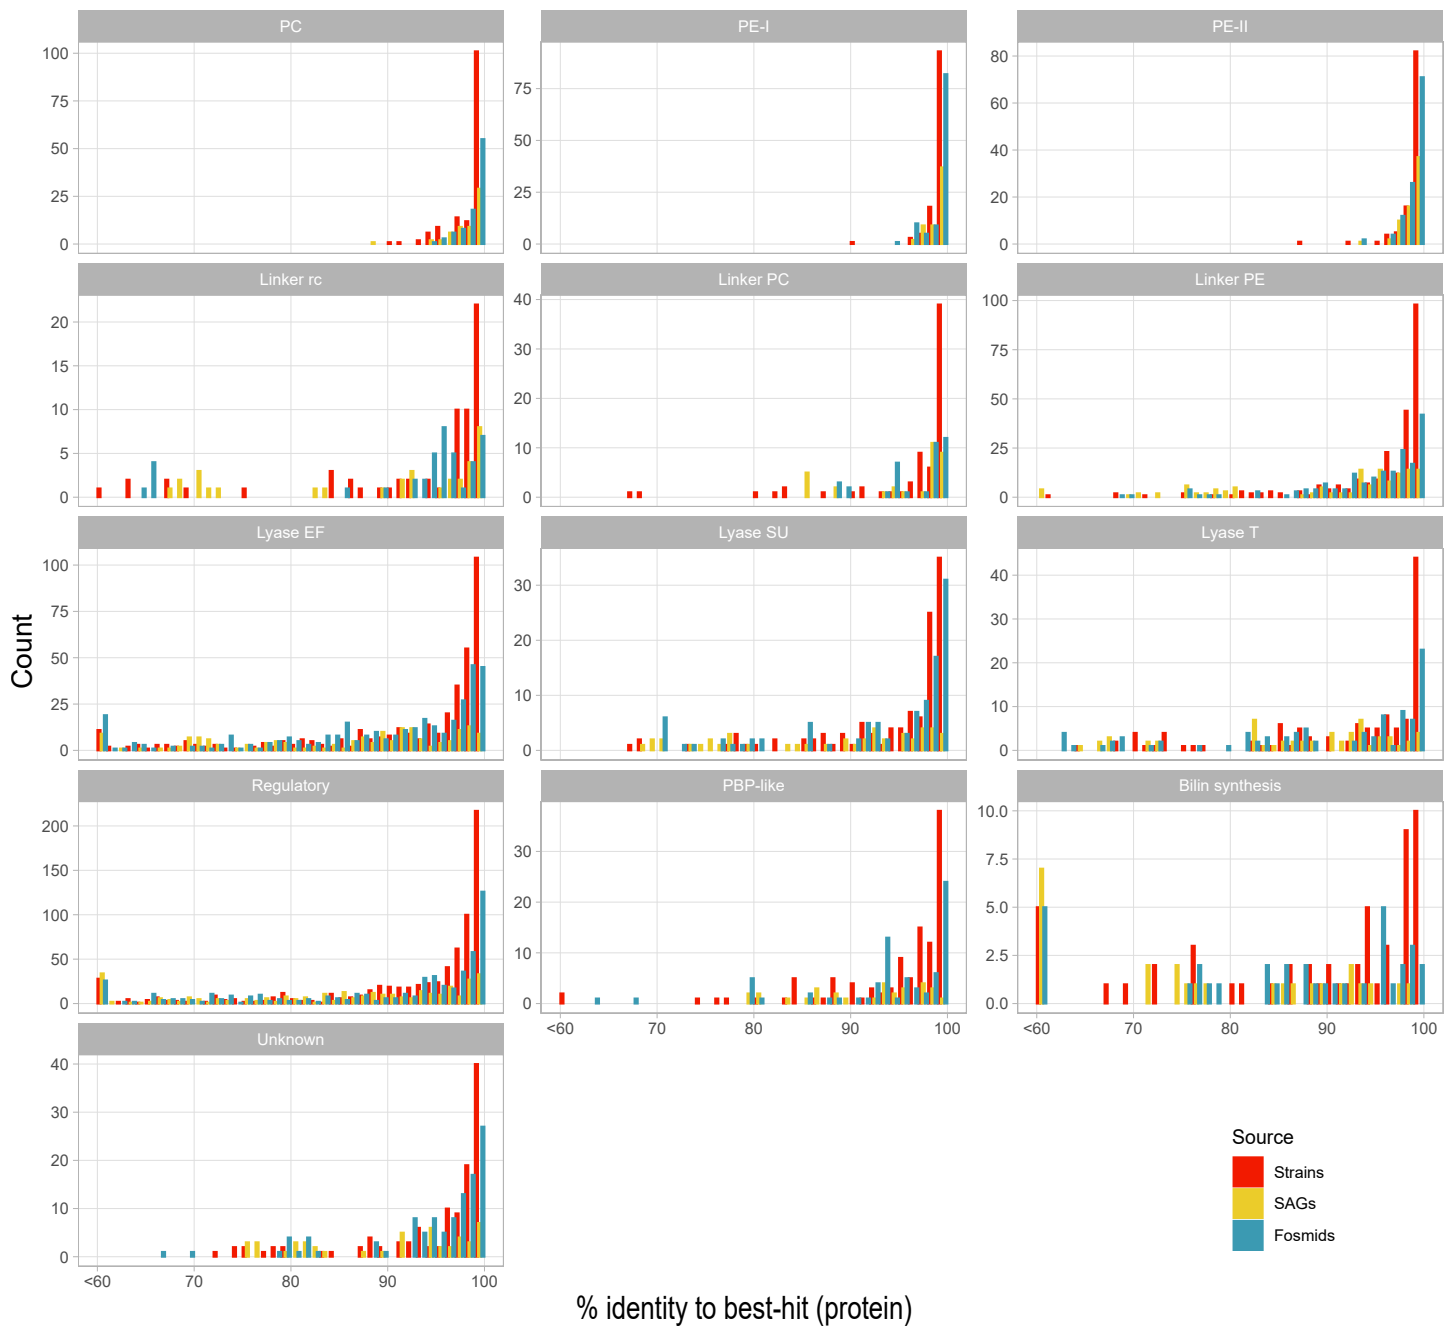 PC
PE-I
PE-II
100
75
50
25
0
75
50
25
0
80
60
40
20
0
Linker rc
Linker PC
Linker PE
20
15
10
5
0
40
30
20
10
0
100
75
50
25
0
Lyase EF
Lyase SU
Lyase T
100
75
50
25
0
30
20
10
0
40
30
20
10
0
Count
Regulatory
PBP-like
Bilin synthesis
200
150
100
50
0
30
20
10
0
10.0
7.5
5.0
2.5
0.0
<60 70 80 90 100
<60 70 80 90 100
Unknown
40
30
20
10
0
<60 70 80 90 100
Source
Strains
SAGs
Fosmids
% identity to best-hit (protein)